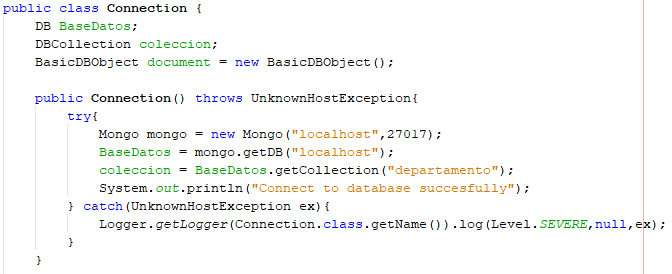 public class Connection {
DB BaseDatos;
DBCollection coleccion;
BasicDBObject document = new BasicDBObject();
public Connection() throws UnknownHostException{
try{
Mongo mongo = new Mongo("localhost",27017);
BaseDatos = mongo.getDB("localhost");
coleccion = BaseDatos.getCollection("departamento");
System.out.println("Connect to database succesfully");
} catch(UnknownHostException ex){
Logger.getLogger(Connection.class.getName()).log(Level.SEVERE,null,ex);
}
}